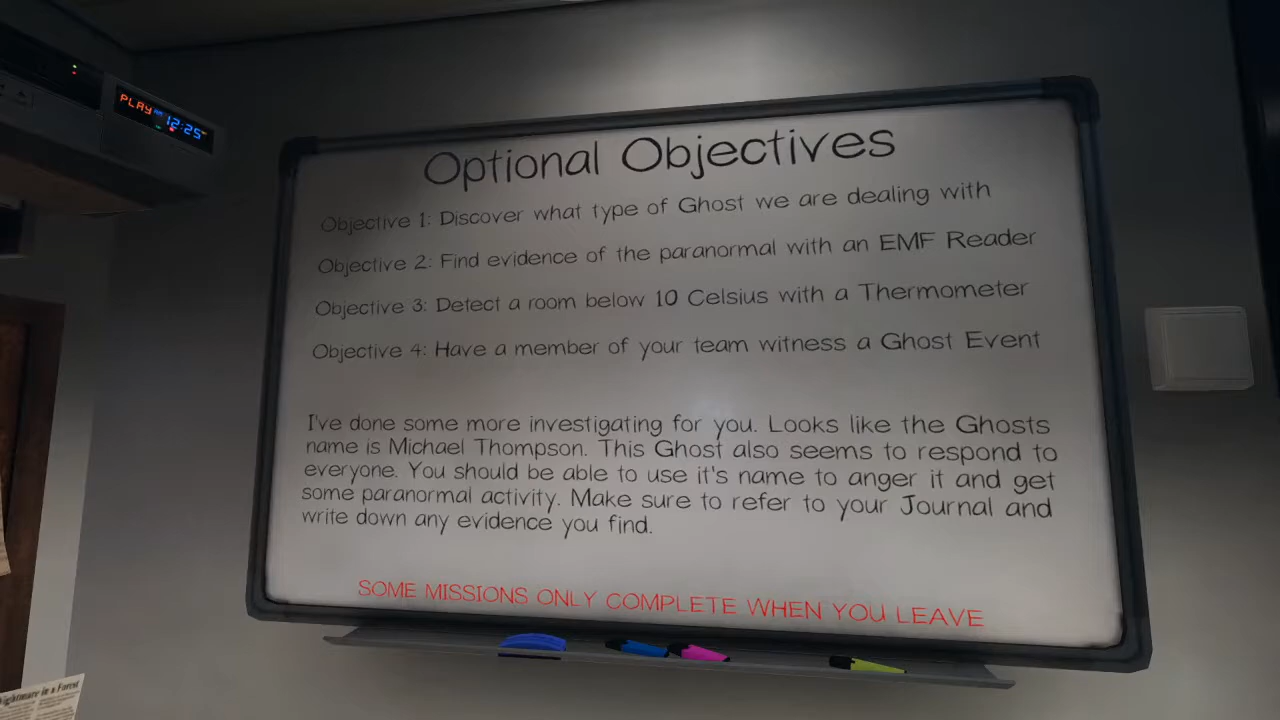 PLAY 12:25
Optional Objectives
Objective 1: Discover what type of Ghost we are dealing with
Objective 2: Find evidence of the paranormal with an EMF Reader
Objective 3: Detect a room below 10 Celsius with a Thermometer
Objective 4: Have a member of your team witness a Ghost Event
I've done some more investigating for you. Looks like the Ghosts
name is Michael Thompson. This Ghost also seems to respond to
everyone. You should be able to use it's name to anger it and get
some paranormal activity. Make sure to refer to your Journal and
write down any evidence you find.
SOME MISSIONS ONLY COMPLETE WHEN YOU LEAVE
Nightmare in a Forest